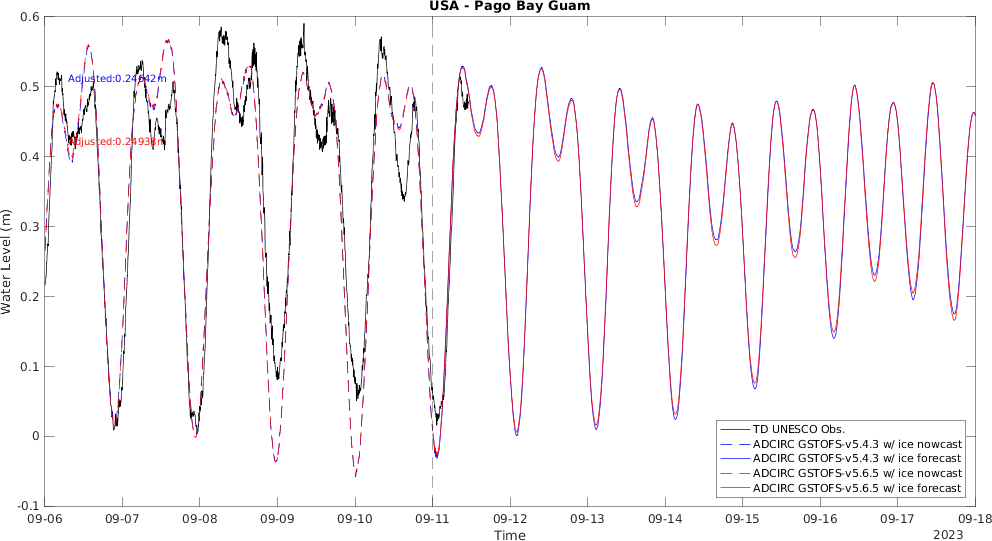 USA - Pago Bay Guam
0.6
0.5
0.4
0.3
0.2
0.1
0
-0.1
Water Level (m)
Adjusted:0.24642m
Adjusted:0.24938m
TD UNESCO Obs.
ADCIRC GSTOFS-v5.4.3 w/ ice nowcast
ADCIRC GSTOFS-v5.4.3 w/ ice forecast
ADCIRC GSTOFS-v5.6.5 w/ ice nowcast
ADCIRC GSTOFS-v5.6.5 w/ ice forecast
09-06 09-07 09-08 09-09 09-10 09-11 09-12 09-13 09-14 09-15 09-16 09-17 09-18
Time
2023